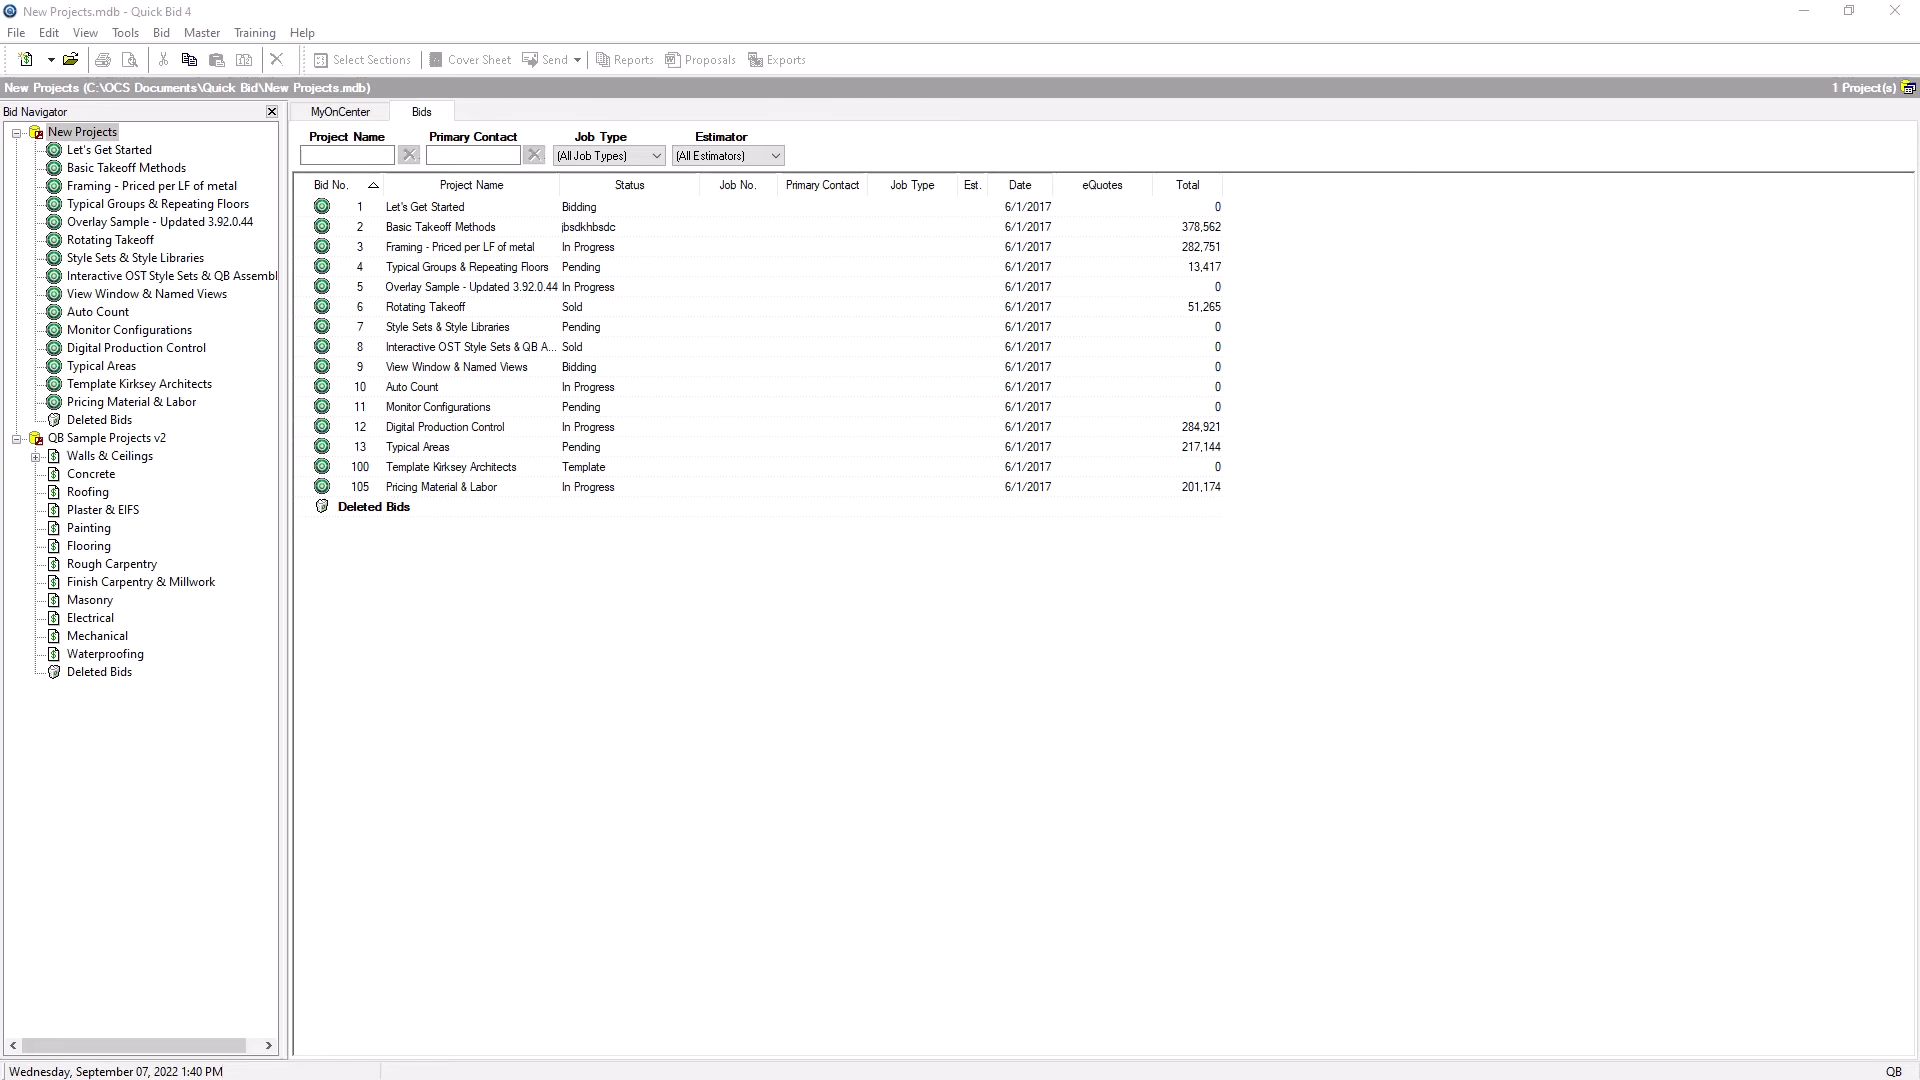 New Projects.mdb - Quick Bid 4
File Edit View Tools Bid Master Training Help
Select Sections Cover Sheet Send Reports Proposals Exports
New Projects (C:\OCS Documents\Quick Bid\New Projects.mdb) 1 Project(s)
Bid Navigator
New Projects
Let's Get Started
Basic Takeoff Methods
Framing - Priced per LF of metal
Typical Groups & Repeating Floors
Overlay Sample - Updated 3.92.0.44
Rotating Takeoff
Style Sets & Style Libraries
Interactive OST Style Sets & QB Assembl
View Window & Named Views
Auto Count
Monitor Configurations
Digital Production Control
Typical Areas
Template Kirksey Architects
Pricing Material & Labor
Deleted Bids
QB Sample Projects v2
Walls & Ceilings
Concrete
Roofing
Plaster & EIFS
Painting
Flooring
Rough Carpentry
Finish Carpentry & Millwork
Masonry
Electrical
Mechanical
Waterproofing
Deleted Bids
MyOnCenter Bids
Project Name Primary Contact Job Type Estimator
(All Job Types) (All Estimators)
Bid No. Project Name Status Job No. Primary Contact Job Type Est. Date eQuotes Total
1 Let's Get Started Bidding 6/1/2017 0
2 Basic Takeoff Methods jbsdkhbsdc 6/1/2017 378,562
3 Framing - Priced per LF of metal In Progress 6/1/2017 282,751
4 Typical Groups & Repeating Floors Pending 6/1/2017 13,417
5 Overlay Sample - Updated 3.92.0.44 In Progress 6/1/2017 0
6 Rotating Takeoff Sold 6/1/2017 51,265
7 Style Sets & Style Libraries Pending 6/1/2017 0
8 Interactive OST Style Sets & QB A... Sold 6/1/2017 0
9 View Window & Named Views Bidding 6/1/2017 0
10 Auto Count In Progress 6/1/2017 0
11 Monitor Configurations Pending 6/1/2017 0
12 Digital Production Control In Progress 6/1/2017 284,921
13 Typical Areas Pending 6/1/2017 217,144
100 Template Kirksey Architects Template 6/1/2017 0
105 Pricing Material & Labor In Progress 6/1/2017 201,174
Deleted Bids
Wednesday, September 07, 2022 1:40 PM QB